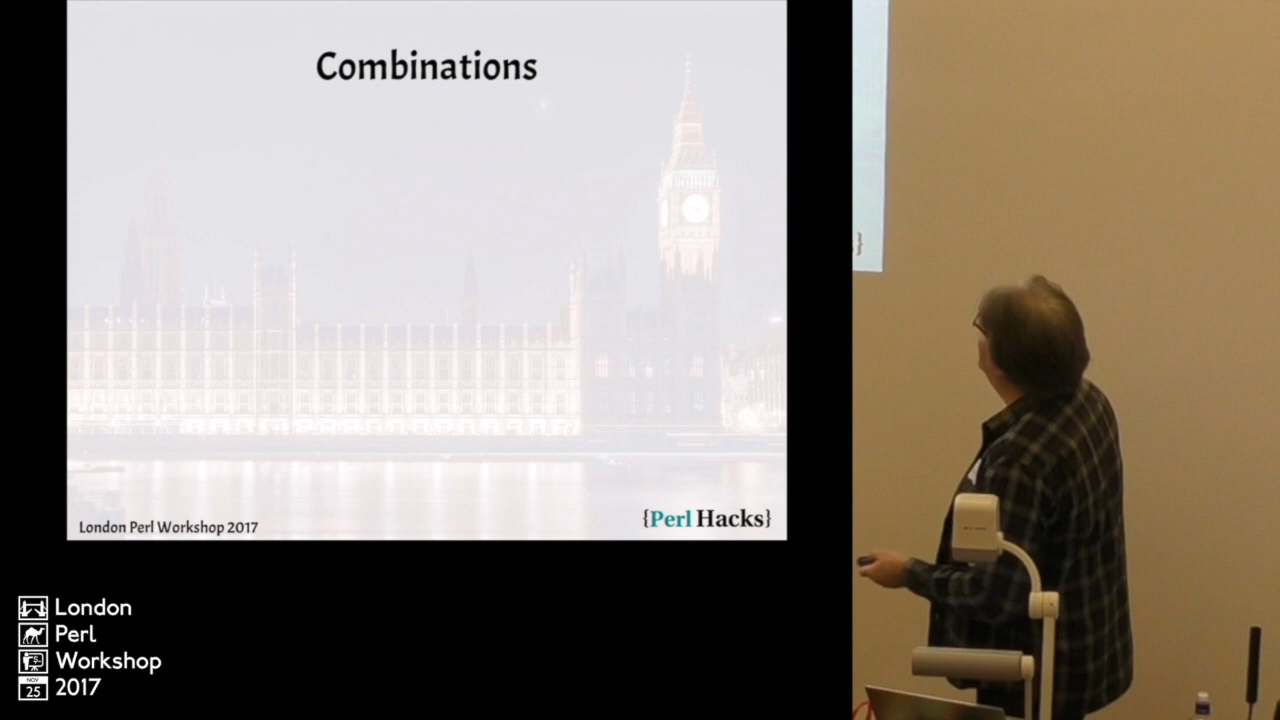 Combinations
London Perl Workshop 2017
{Perl Hacks}
London
Perl
Workshop
NOV
25
2017